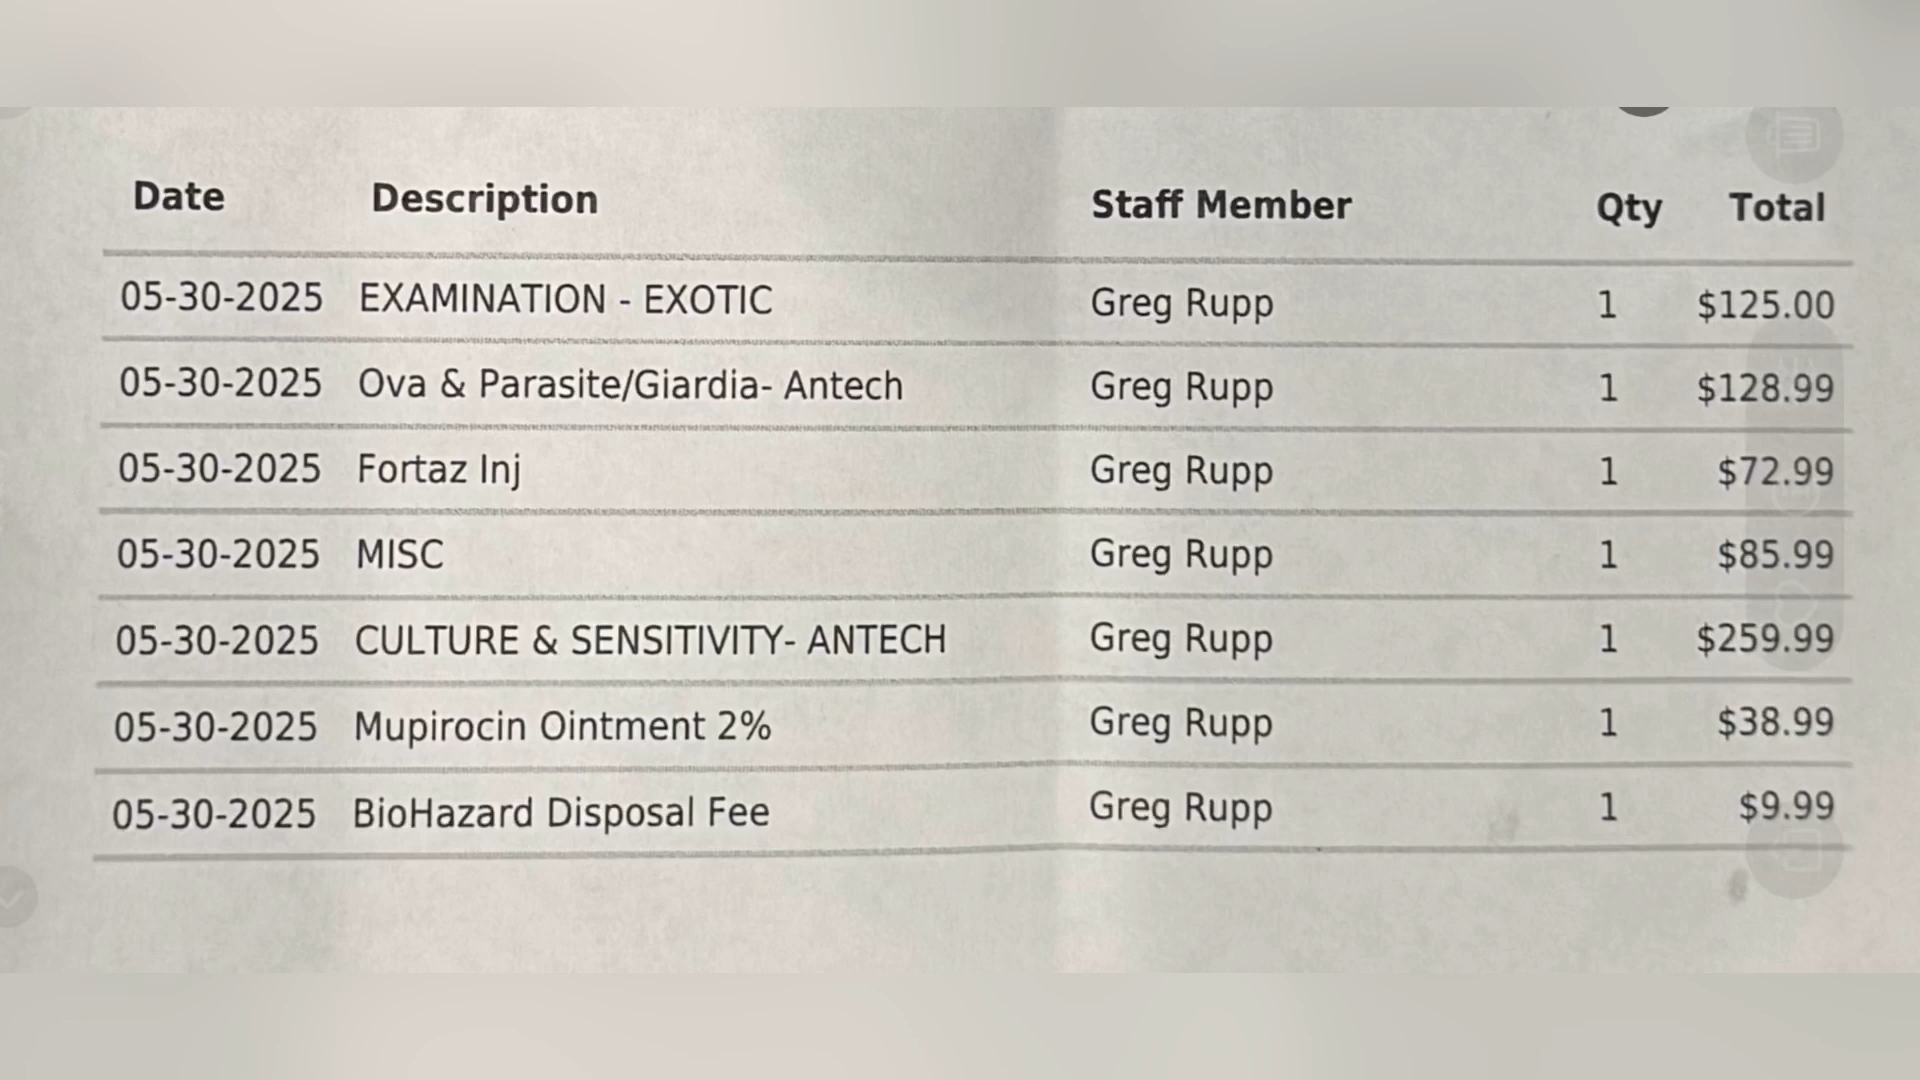 Date Description Staff Member Qty Total
05-30-2025 EXAMINATION - EXOTIC Greg Rupp 1 $125.00
05-30-2025 Ova & Parasite/Giardia- Antech Greg Rupp 1 $128.99
05-30-2025 Fortaz Inj Greg Rupp 1 $72.99
05-30-2025 MISC Greg Rupp 1 $85.99
05-30-2025 CULTURE & SENSITIVITY- ANTECH Greg Rupp 1 $259.99
05-30-2025 Mupirocin Ointment 2% Greg Rupp 1 $38.99
05-30-2025 BioHazard Disposal Fee Greg Rupp 1 $9.99